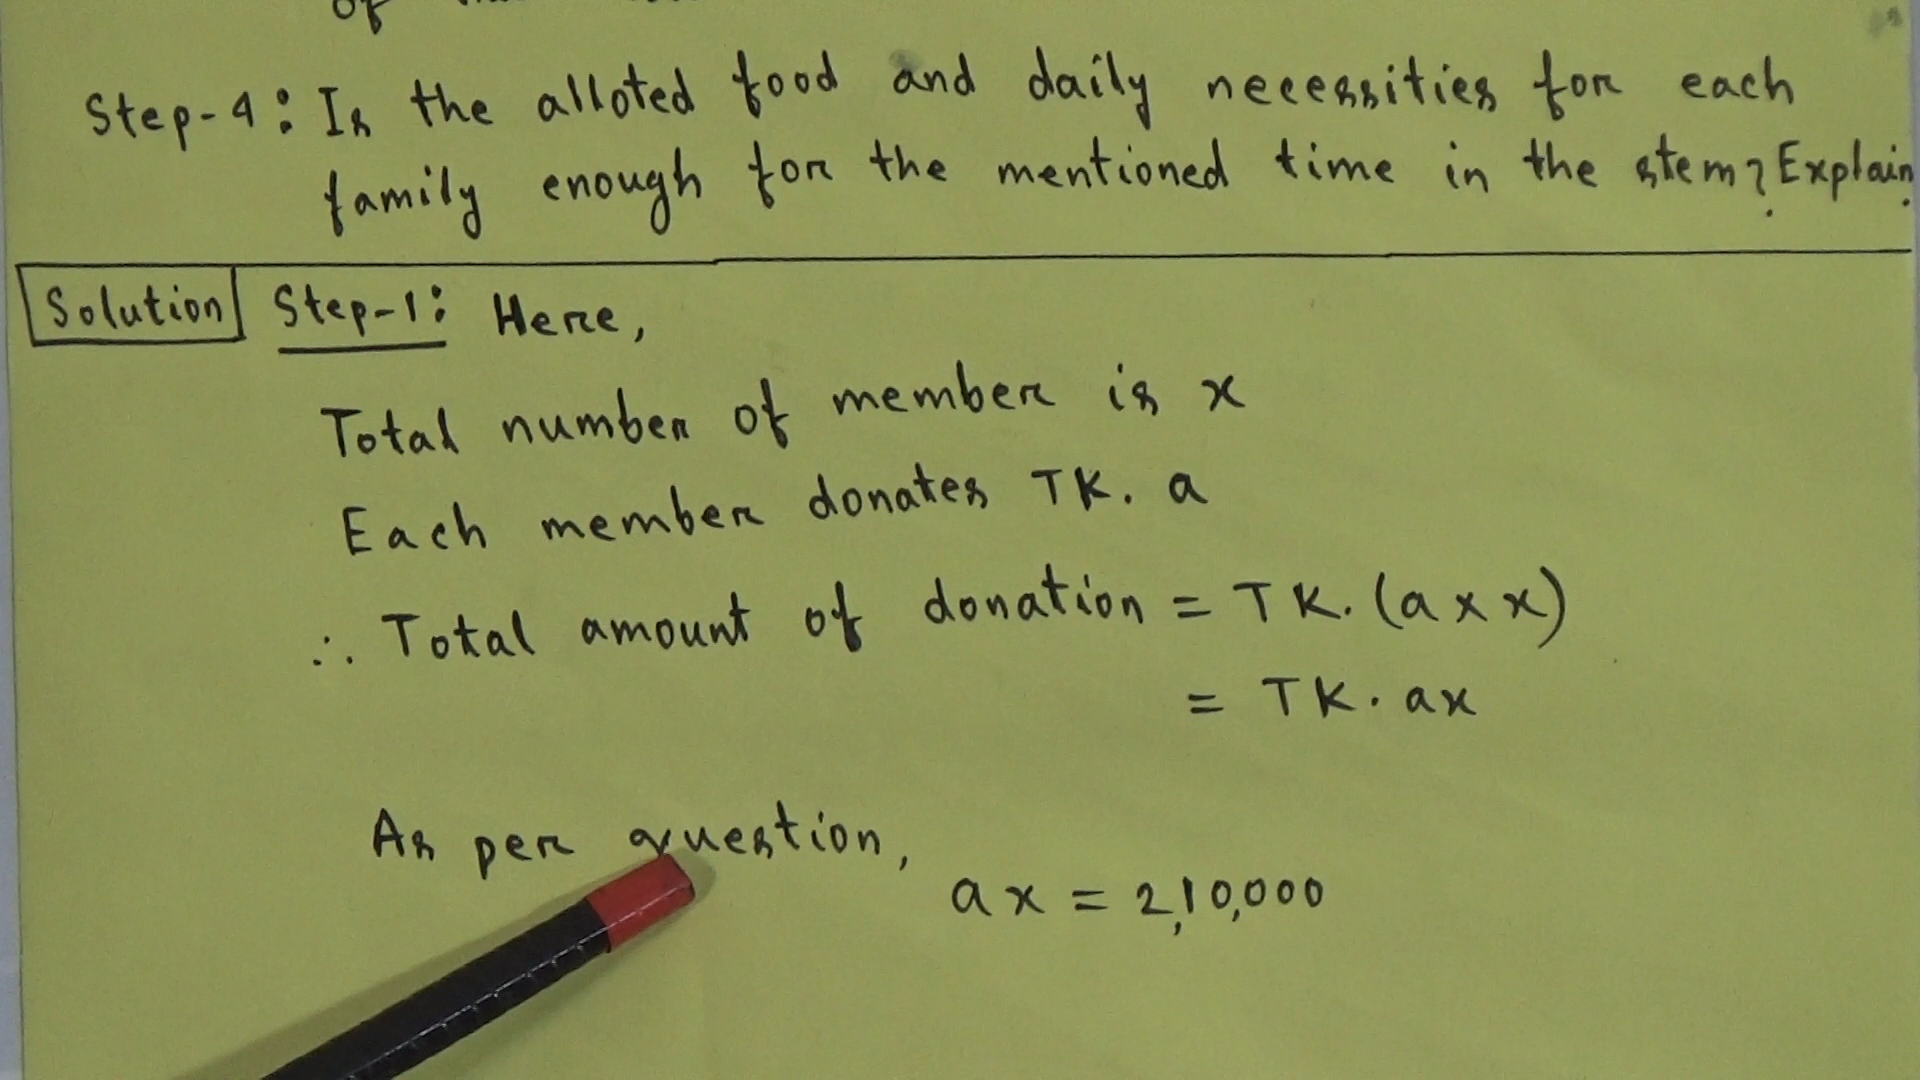 of
Step-4: Is the alloted food and daily necessities for each
family enough for the mentioned time in the stem? Explain.
Solution Step-1: Here,
Total number of member is x
Each member donates TK. a
∴ Total amount of donation = TK. (a × x)
= TK. ax
As per question,
ax = 2,10,000